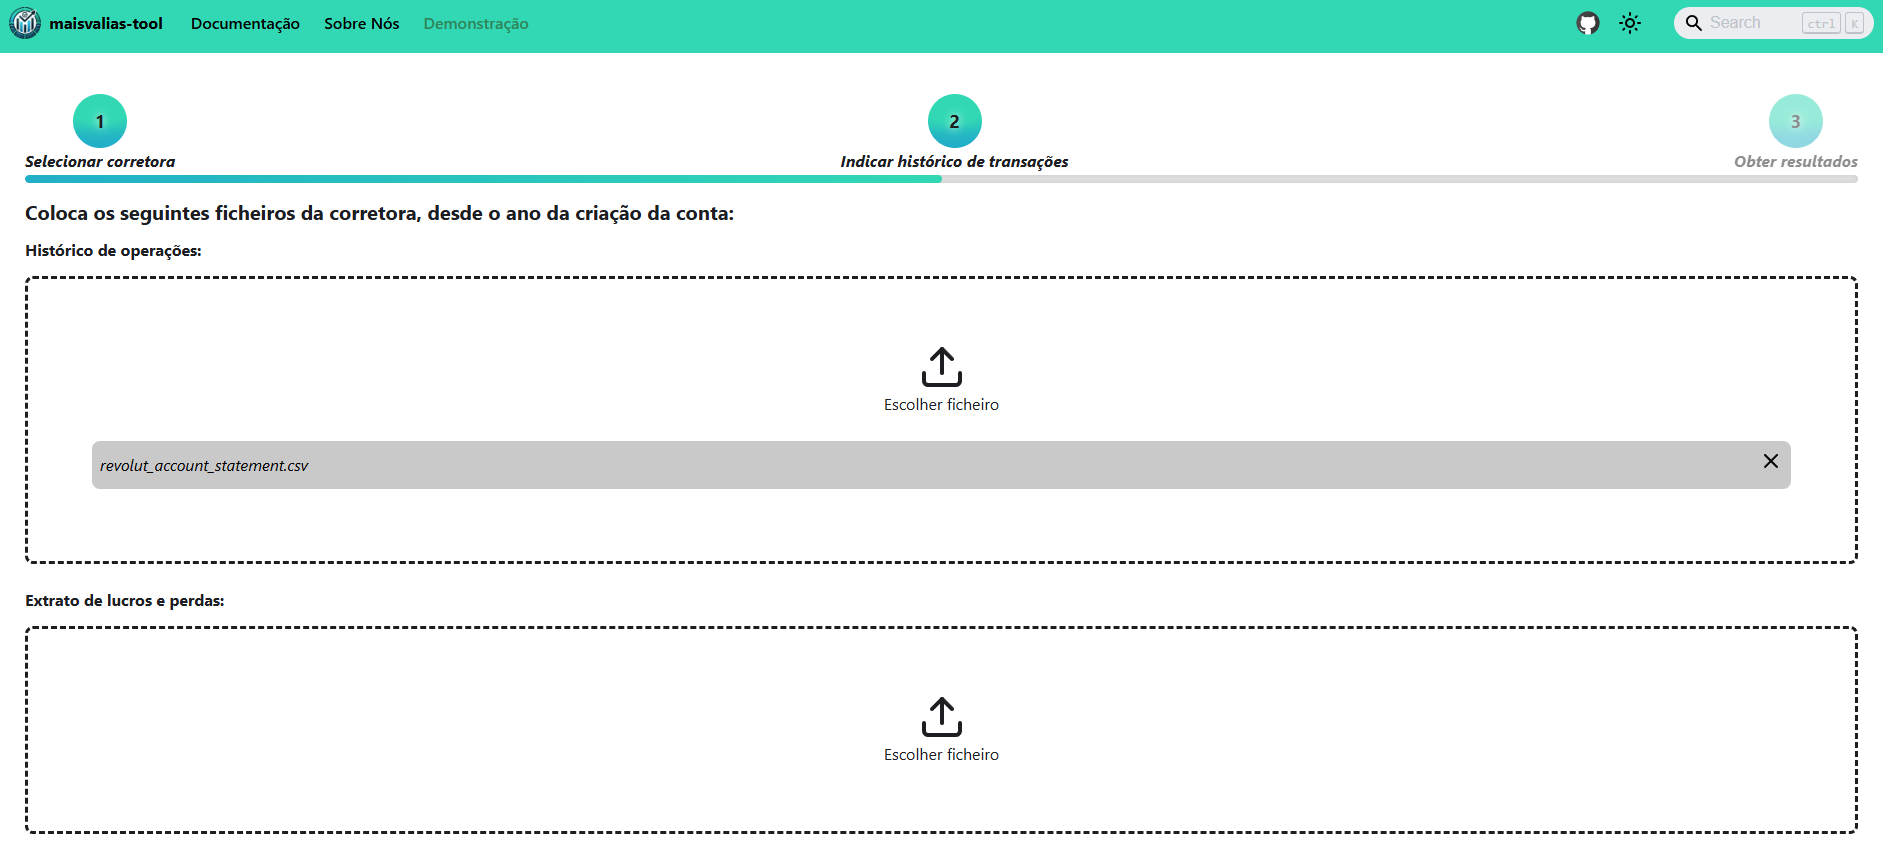 maisvalias-tool Documentação Sobre Nós Demonstração Search ctrl K
1 2 3
Selecionar corretora Indicar histórico de transações Obter resultados
Coloca os seguintes ficheiros da corretora, desde o ano da criação da conta:
Histórico de operações:
Escolher ficheiro
revolut_account_statement.csv
Extrato de lucros e perdas:
Escolher ficheiro